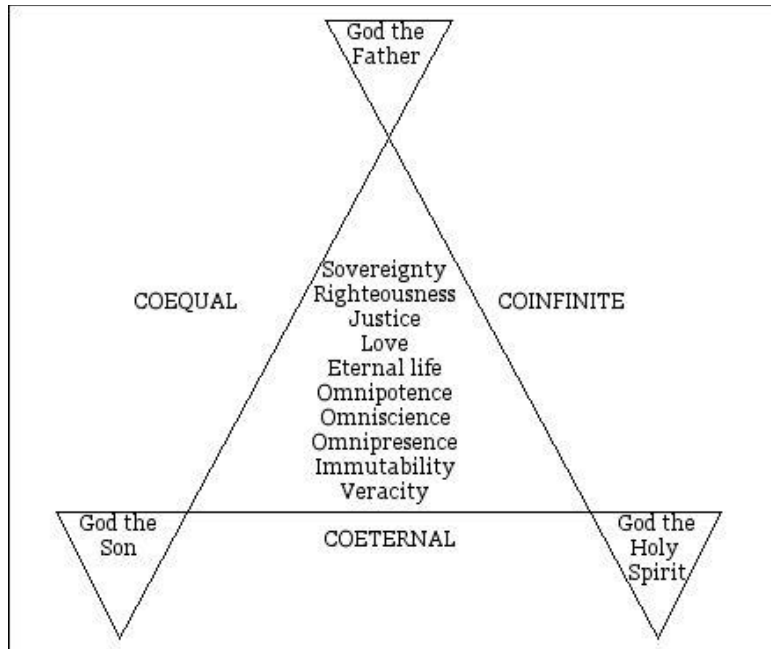 God the
Father
Sovereignty
Righteousness
COEQUAL
COINFINITE
Justice
Love
Eternal life
Omnipotence
Omniscience
Omnipresence
Immutability
Veracity
God the
Son
COETERNAL
God the
Holy
Spirit